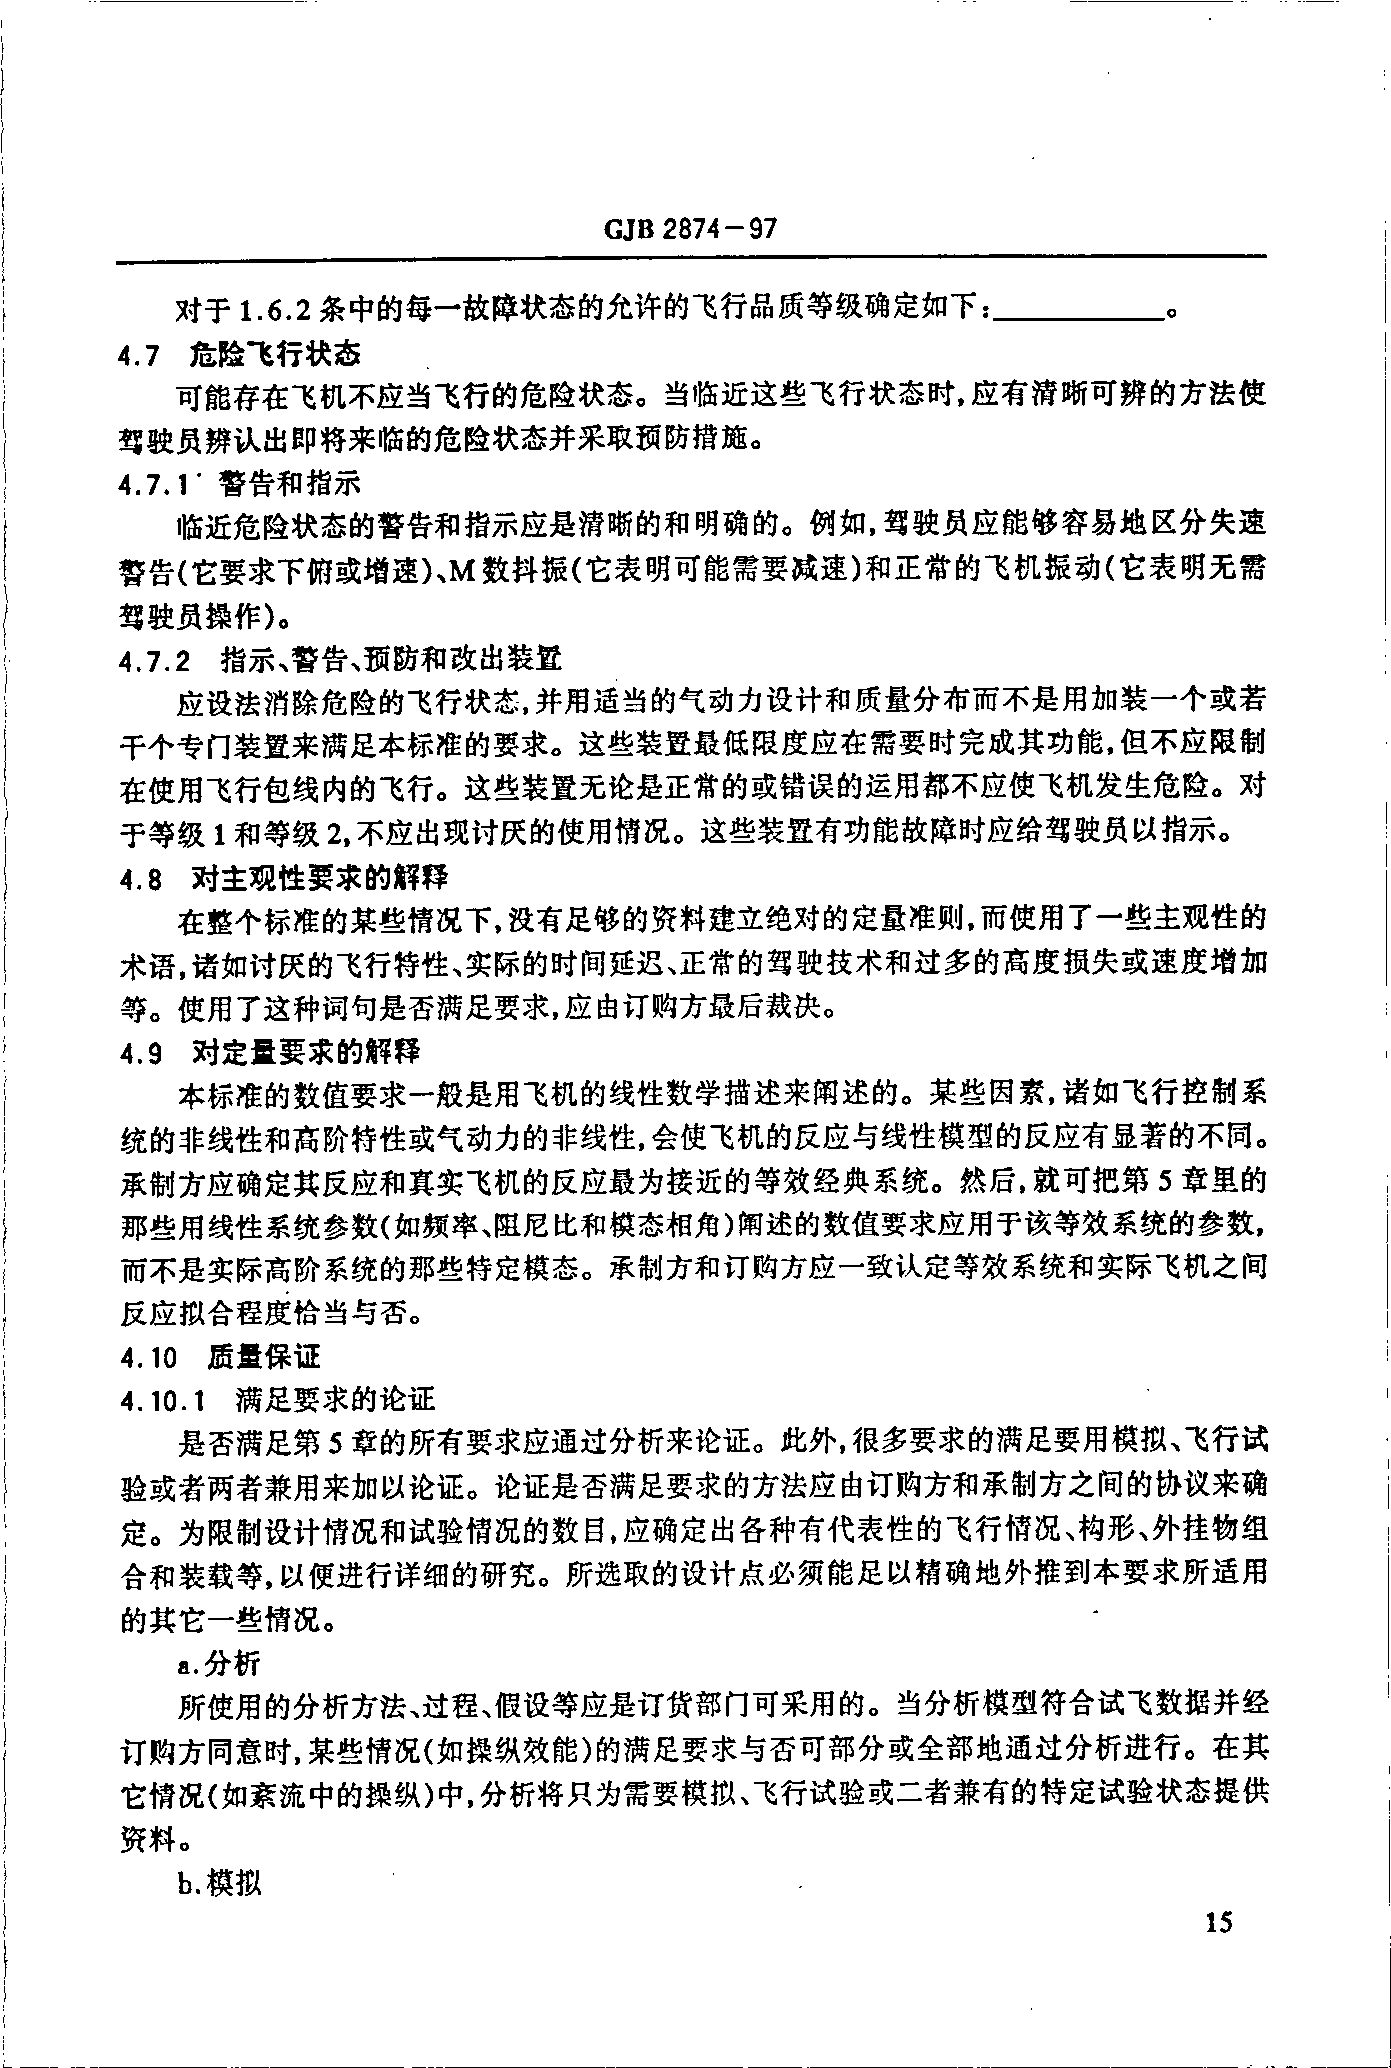 GJB 2874－97
对于1.6.2条中的每一故障状态的允许的飞行品质等级确定如下：＿＿＿＿＿＿。
4.7 危险飞行状态
可能存在飞机不应当飞行的危险状态。当临近这些飞行状态时，应有清晰可辨的方法使
驾驶员辨认出即将来临的危险状态并采取预防措施。
4.7.1 警告和指示
临近危险状态的警告和指示应是清晰的和明确的。例如，驾驶员应能够容易地区分失速
警告(它要求下俯或增速)、M数抖振(它表明可能需要减速)和正常的飞机振动(它表明无需
驾驶员操作)。
4.7.2 指示、警告、预防和改出装置
应设法消除危险的飞行状态，并用适当的气动力设计和质量分布而不是用加装一个或若
干个专门装置来满足本标准的要求。这些装置最低限度应在需要时完成其功能，但不应限制
在使用飞行包线内的飞行。这些装置无论是正常的或错误的运用都不应使飞机发生危险。对
于等级1和等级2，不应出现讨厌的使用情况。这些装置有功能故障时应给驾驶员以指示。
4.8 对主观性要求的解释
在整个标准的某些情况下，没有足够的资料建立绝对的定量准则，而使用了一些主观性的
术语，诸如讨厌的飞行特性、实际的时间延迟、正常的驾驶技术和过多的高度损失或速度增加
等。使用了这种词句是否满足要求，应由订购方最后裁决。
4.9 对定量要求的解释
本标准的数值要求一般是用飞机的线性数学描述来阐述的。某些因素，诸如飞行控制系
统的非线性和高阶特性或气动力的非线性，会使飞机的反应与线性模型的反应有显著的不同。
承制方应确定其反应和真实飞机的反应最为接近的等效经典系统。然后，就可把第5章里的
那些用线性系统参数(如频率、阻尼比和模态相角)阐述的数值要求应用于该等效系统的参数，
而不是实际高阶系统的那些特定模态。承制方和订购方应一致认定等效系统和实际飞机之间
反应拟合程度恰当与否。
4.10 质量保证
4.10.1 满足要求的论证
是否满足第5章的所有要求应通过分析来论证。此外，很多要求的满足要用模拟、飞行试
验或者两者兼用来加以论证。论证是否满足要求的方法应由订购方和承制方之间的协议来确
定。为限制设计情况和试验情况的数目，应确定出各种有代表性的飞行情况、构形、外挂物组
合和装载等，以便进行详细的研究。所选取的设计点必须能足以精确地外推到本要求所适用
的其它一些情况。
a.分析
所使用的分析方法、过程、假设等应是订货部门可采用的。当分析模型符合试飞数据并经
订购方同意时，某些情况(如操纵效能)的满足要求与否可部分或全部地通过分析进行。在其
它情况(如紊流中的操纵)中，分析将只为需要模拟、飞行试验或二者兼有的特定试验状态提供
资料。
b.模拟
15